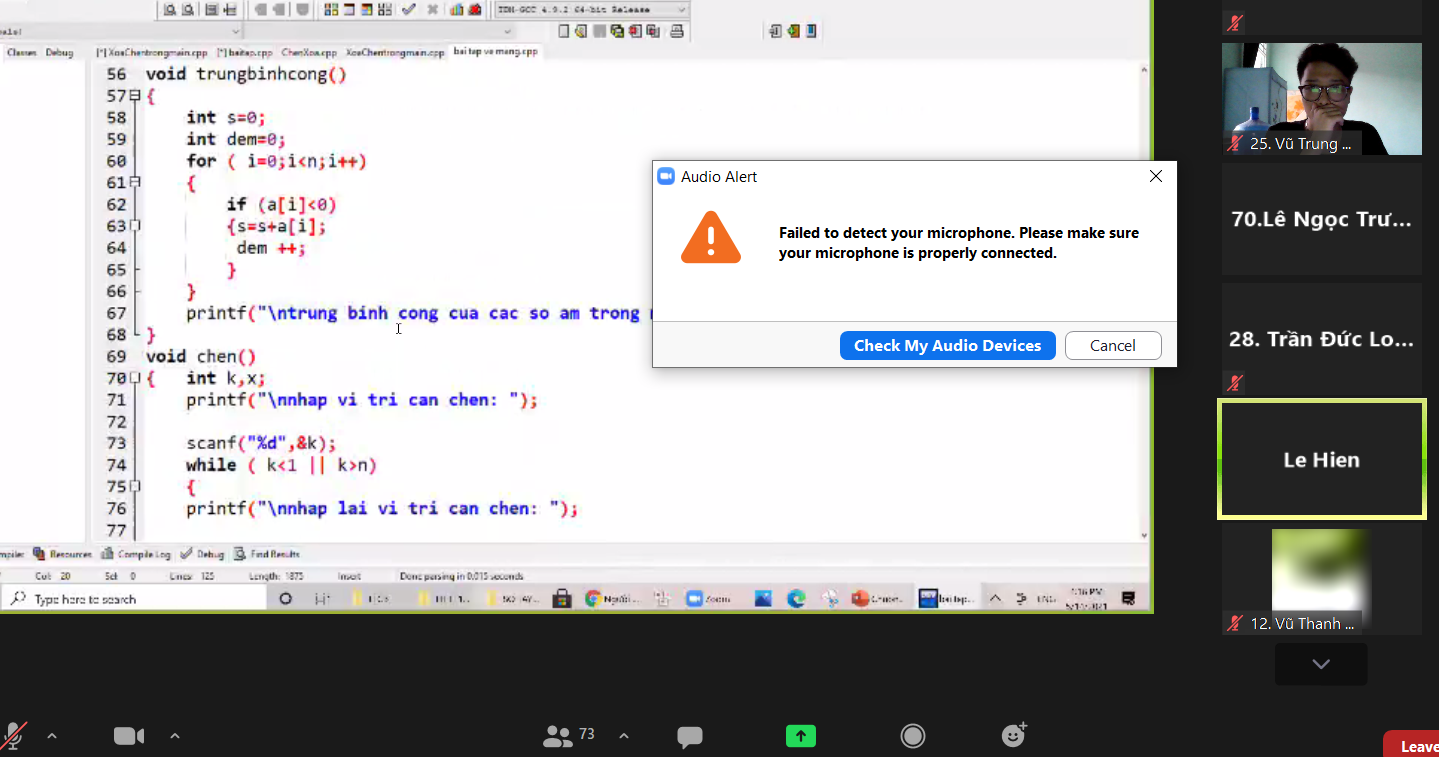 TDM-GCC 4.9.2 64-bit Release
Classes Debug [*] XoaChentrongmain.cpp [*] baitap.cpp ChenXoa.cpp XoaChentrongmain.cpp bai tap ve mang.cpp
56 void trungbinhcong()
57 {
58 int s=0;
59 int dem=0;
60 for ( i=0;i<n;i++)
61 {
62 if (a[i]<0)
63 {s=s+a[i];
64 dem ++;
65 }
66 }
67 printf("\ntrung binh cong cua cac so am trong
68 }
69 void chen()
70 { int k,x;
71 printf("\nnhap vi tri can chen: ");
72
73 scanf("%d",&k);
74 while ( k<1 || k>n)
75 {
76 printf("\nnhap lai vi tri can chen: ");
77
Resources Compile Log Debug Find Results
Col: 20 Sel: 0 Lines: 125 Length: 1875 Insert Done parsing in 0.015 seconds
Type here to search
Zoom
bai tap...
ENG
Audio Alert
Failed to detect your microphone. Please make sure
your microphone is properly connected.
Check My Audio Devices
Cancel
25. Vũ Trung ...
70.Lê Ngọc Trư...
28. Trần Đức Lo...
Le Hien
12. Vũ Thanh ...
73
Leave